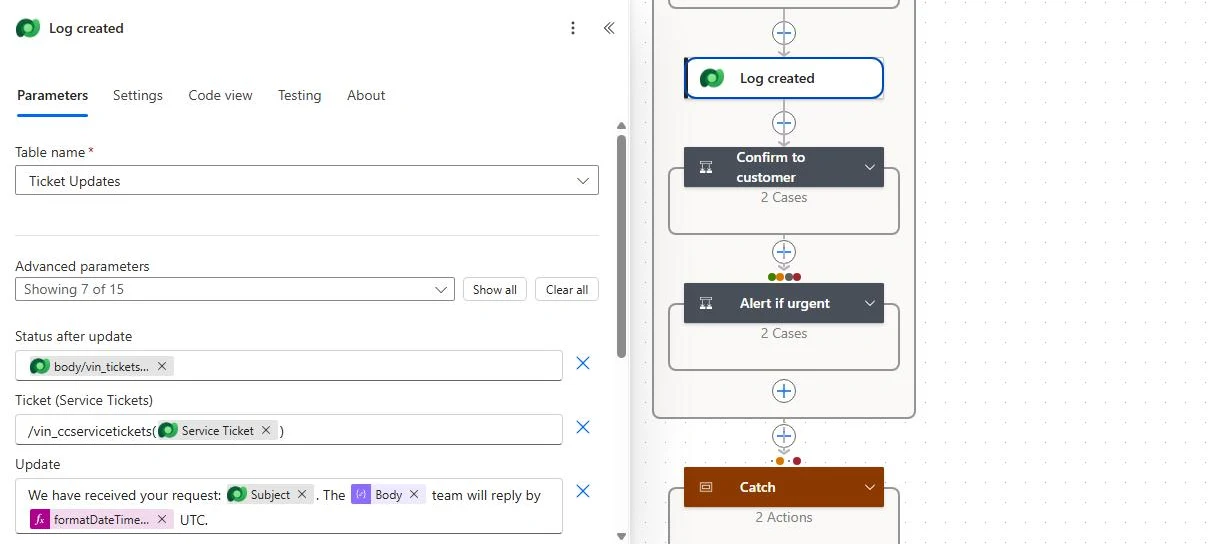 Log created
Parameters Settings Code view Testing About
Table name *
Ticket Updates
Advanced parameters
Showing 7 of 15
Show all
Clear all
Status after update
body/vin_tickets...
Ticket (Service Tickets)
/vin_ccservicetickets( Service Ticket )
Update
We have received your request: Subject . The Body team will reply by
fx formatDateTime... UTC.
Log created
Confirm to
customer
2 Cases
Alert if urgent
2 Cases
Catch
2 Actions